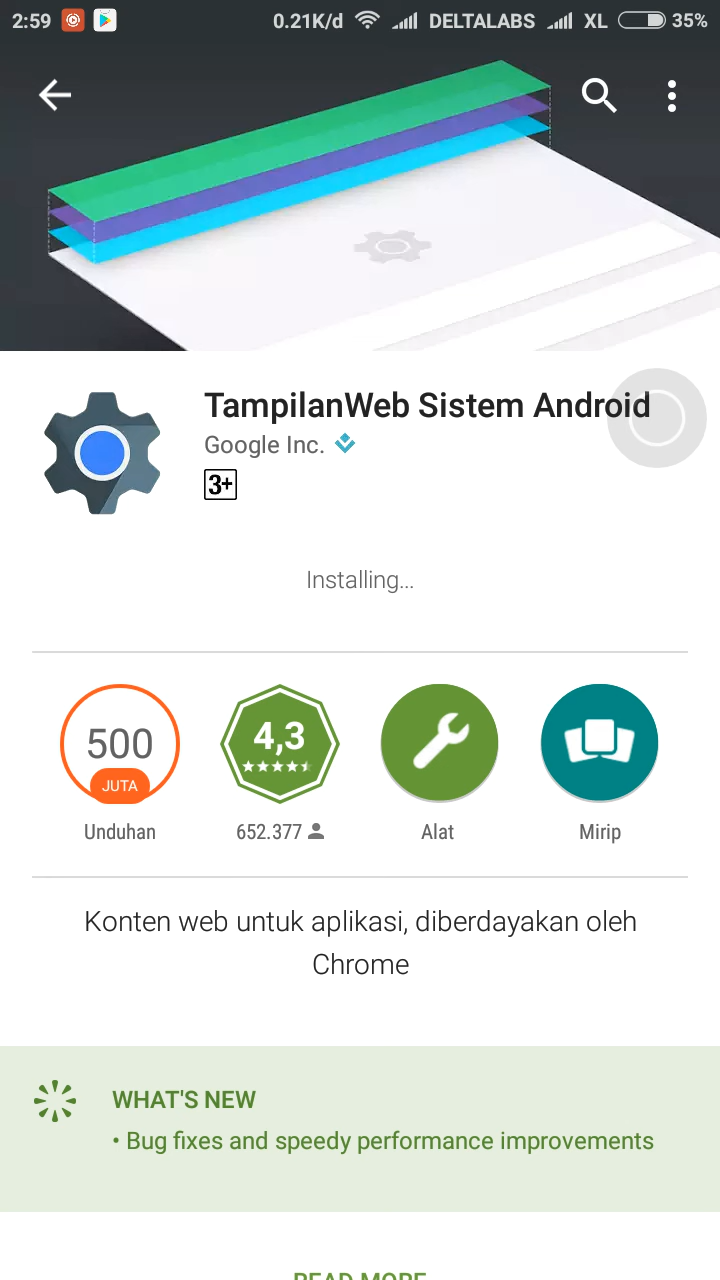 2:59 0.21K/d DELTALABS XL 35%
TampilanWeb Sistem Android
Google Inc.
3+
Installing...
500
JUTA
4,3
Unduhan 652.377 Alat Mirip
Konten web untuk aplikasi, diberdayakan oleh
Chrome
WHAT'S NEW
• Bug fixes and speedy performance improvements
READ MORE